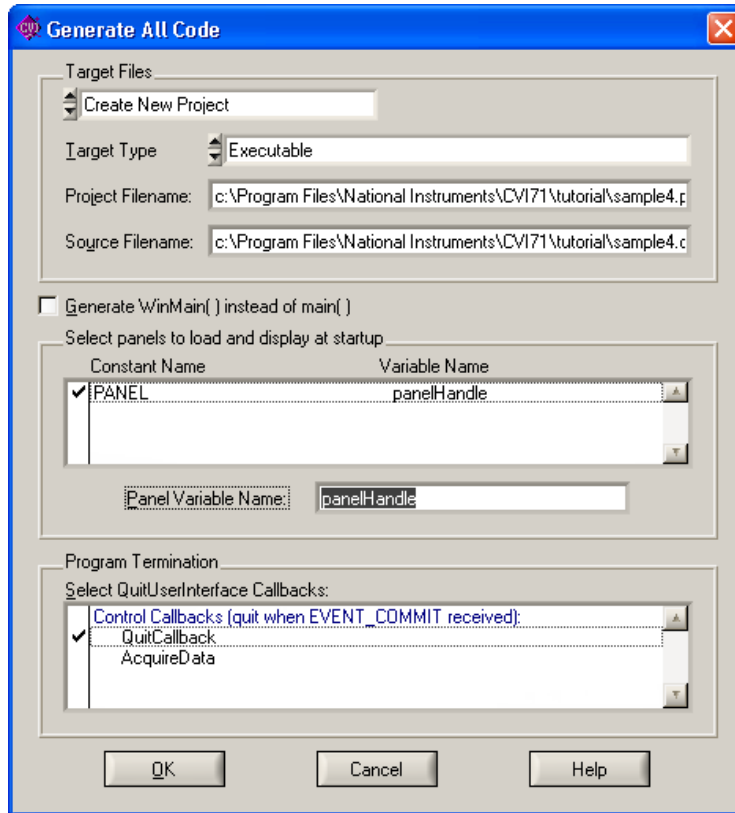 CVI Generate All Code
Target Files
Create New Project
Target Type Executable
Project Filename: c:\Program Files\National Instruments\CVI71\tutorial\sample4.p
Source Filename: c:\Program Files\National Instruments\CVI71\tutorial\sample4.c
Generate WinMain( ) instead of main( )
Select panels to load and display at startup
Constant Name Variable Name
PANEL panelHandle
Panel Variable Name: panelHandle
Program Termination
Select QuitUserInterface Callbacks:
Control Callbacks (quit when EVENT_COMMIT received):
QuitCallback
AcquireData
OK Cancel Help